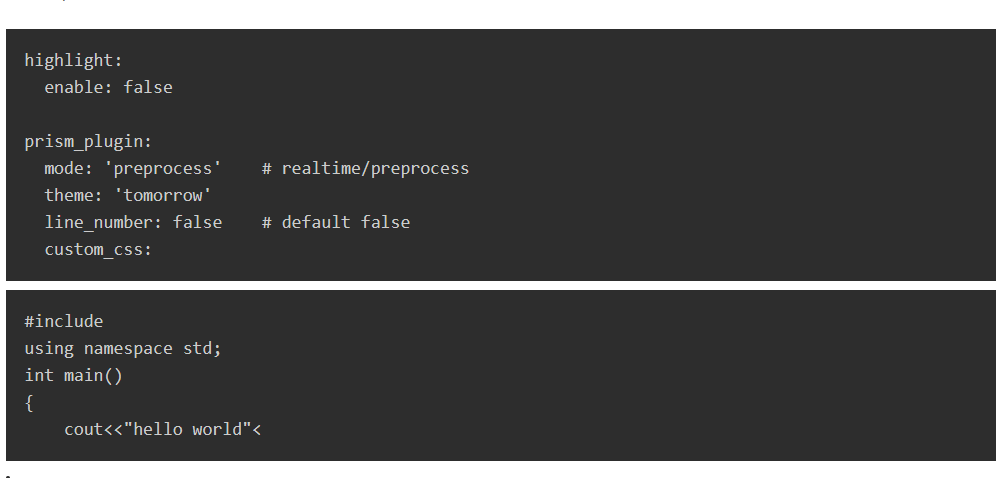 highlight:
  enable: false
prism_plugin:
  mode: 'preprocess'    # realtime/preprocess
  theme: 'tomorrow'
  line_number: false    # default false
  custom_css:
#include
using namespace std;
int main()
{
    cout<<"hello world"<